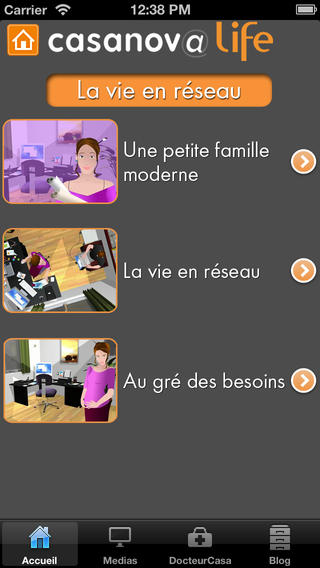 Carrier 12:38 PM
casanov@ life
La vie en réseau
Une petite famille
moderne
La vie en réseau
Au gré des besoins
Accueil Medias DocteurCasa Blog